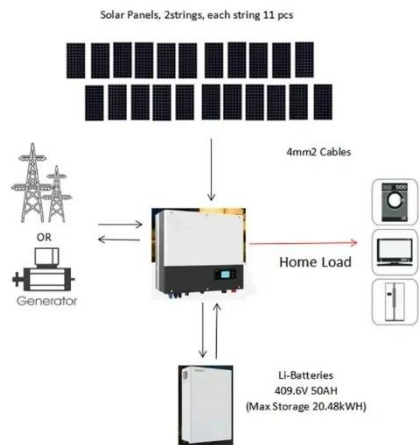 Solar Panels, 2strings, each string 11 pcs
4mm2 Cables
OR
Generator
Home Load
Li-Batteries
409.6V 50AH
(Max Storage 20.48kWH)